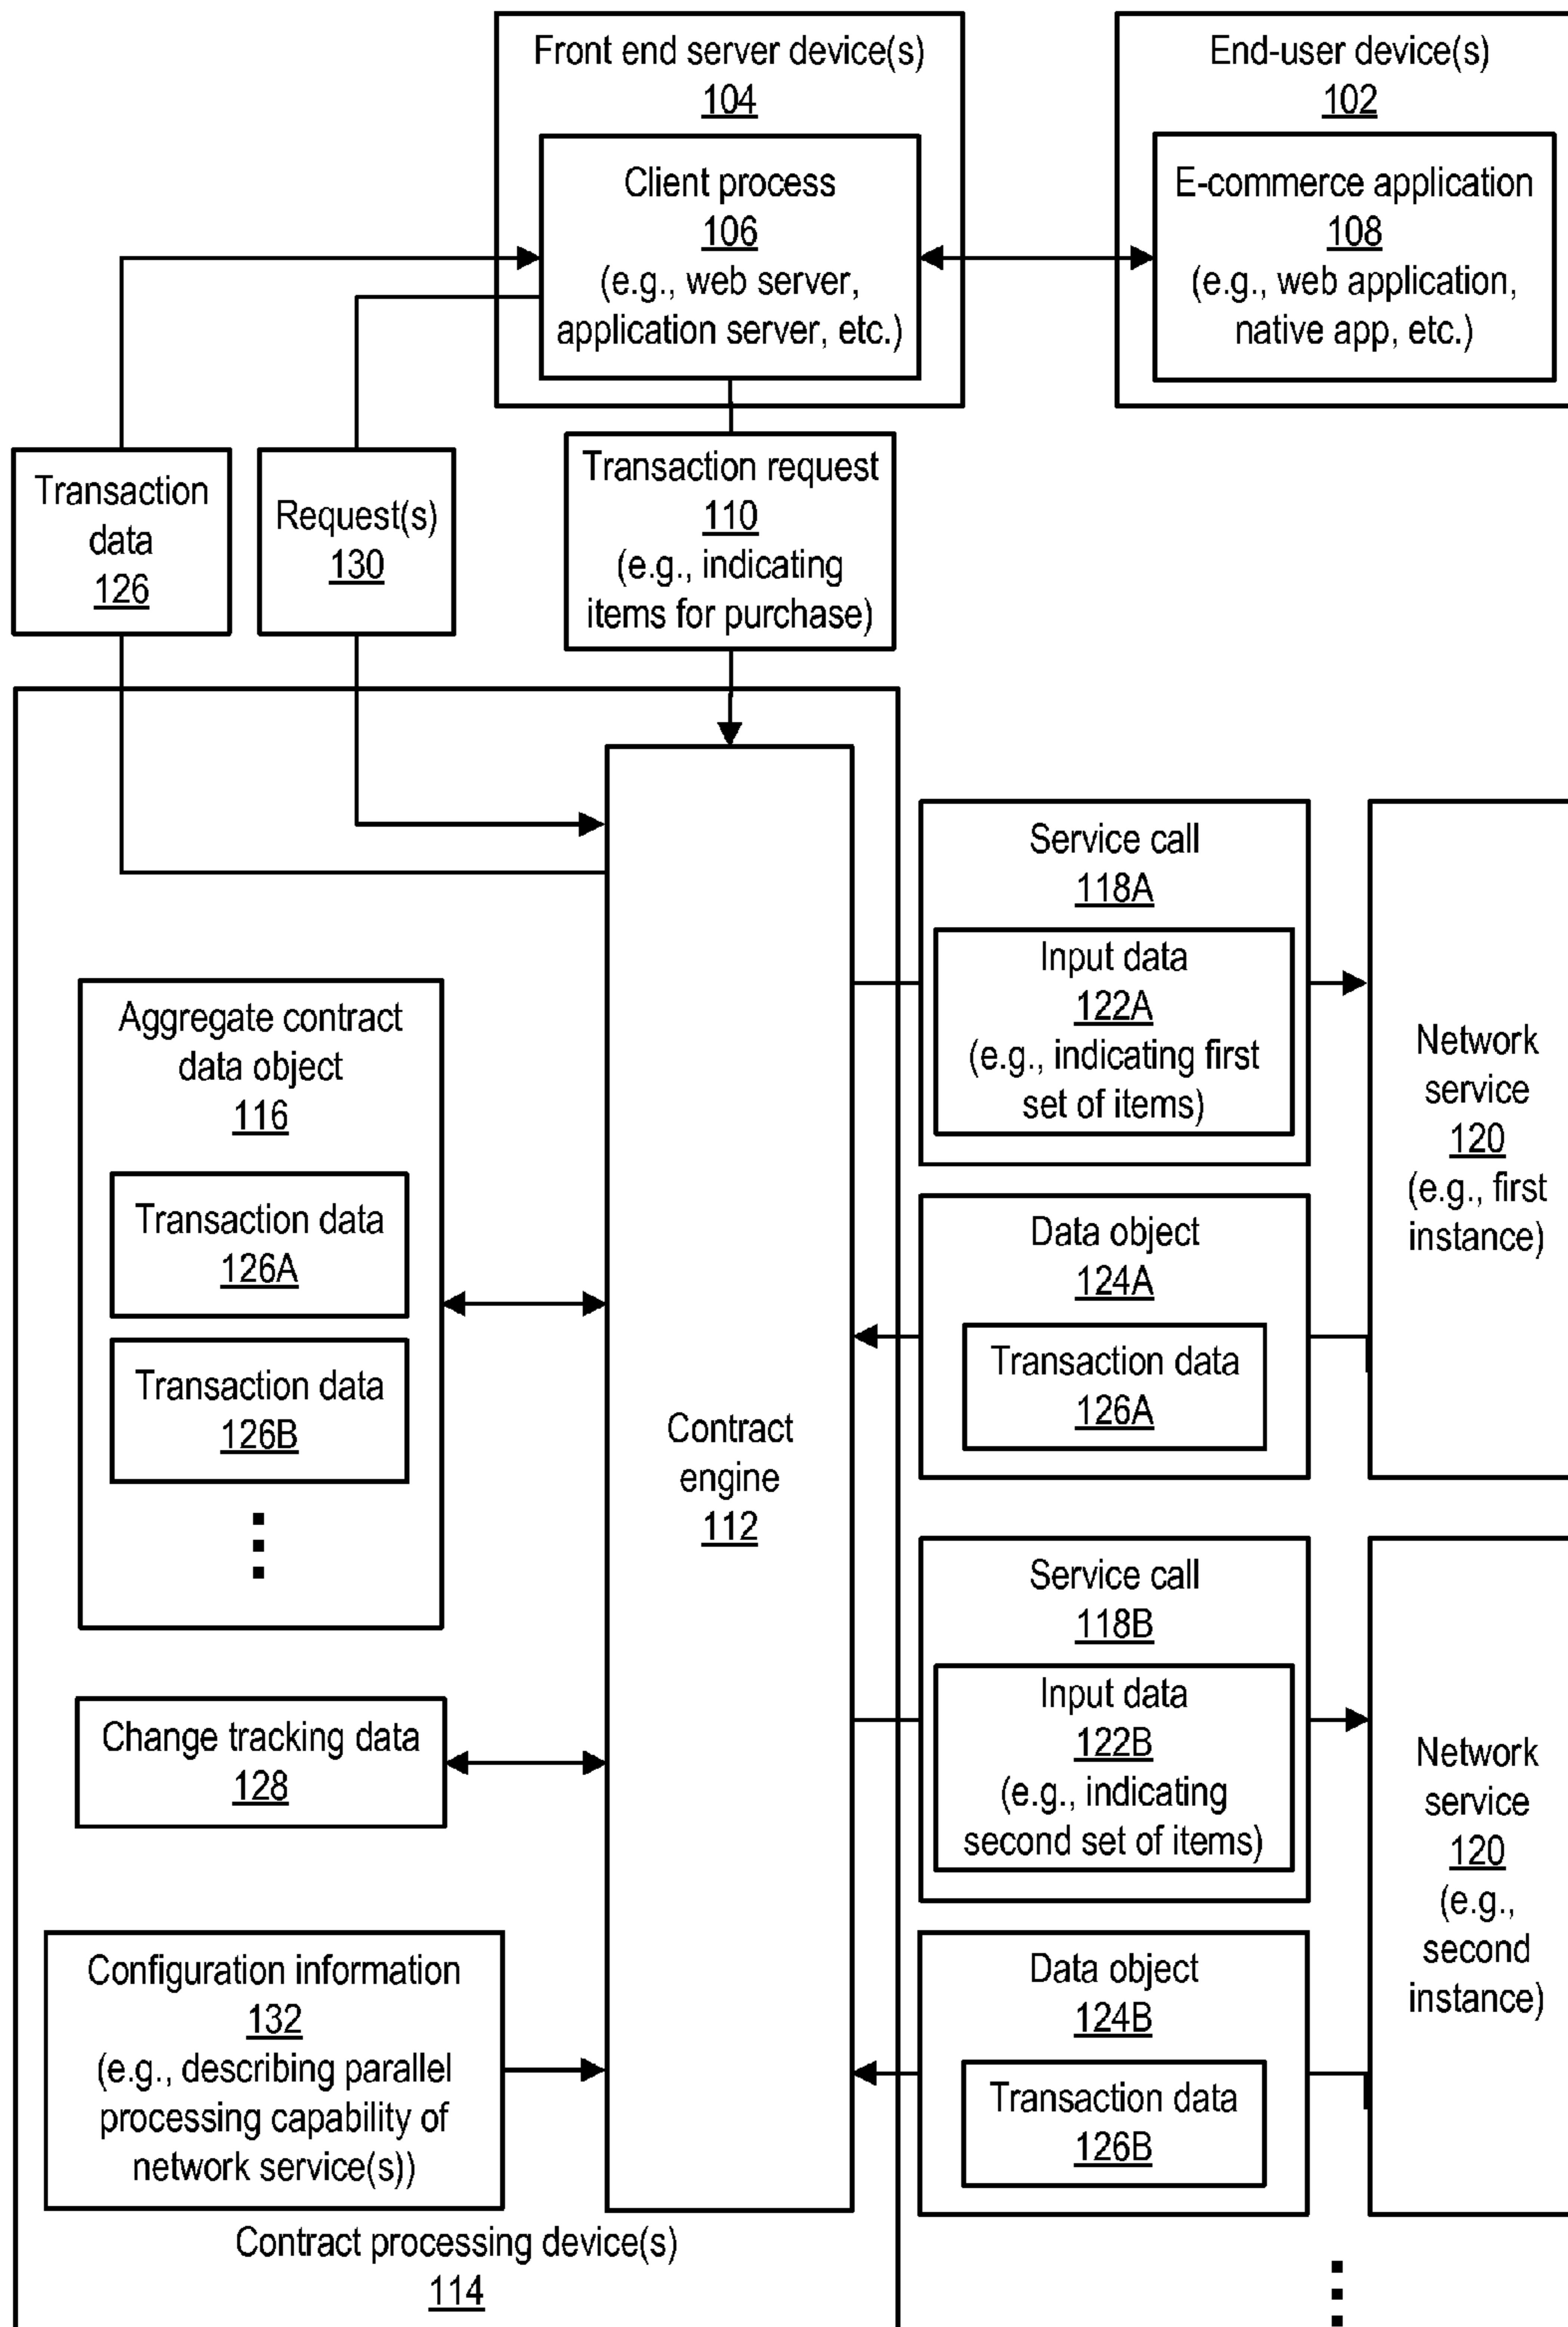 Front end server device(s)
104
End-user device(s)
102
Client process
106
(e.g., web server,
application server, etc.)
E-commerce application
108
(e.g., web application,
native app, etc.)
Transaction
data
126
Request(s)
130
Transaction request
110
(e.g., indicating
items for purchase)
Service call
118A
Input data
122A
(e.g., indicating first
set of items)
Network
service
120
(e.g., first
instance)
Aggregate contract
data object
116
Transaction data
126A
Transaction data
126B
Data object
124A
Transaction data
126A
Contract
engine
112
Service call
118B
Input data
122B
(e.g., indicating
second set of items)
Network
service
120
(e.g.,
second
instance)
Change tracking data
128
Configuration information
132
(e.g., describing parallel
processing capability of
network service(s))
Data object
124B
Transaction data
126B
Contract processing device(s)
114